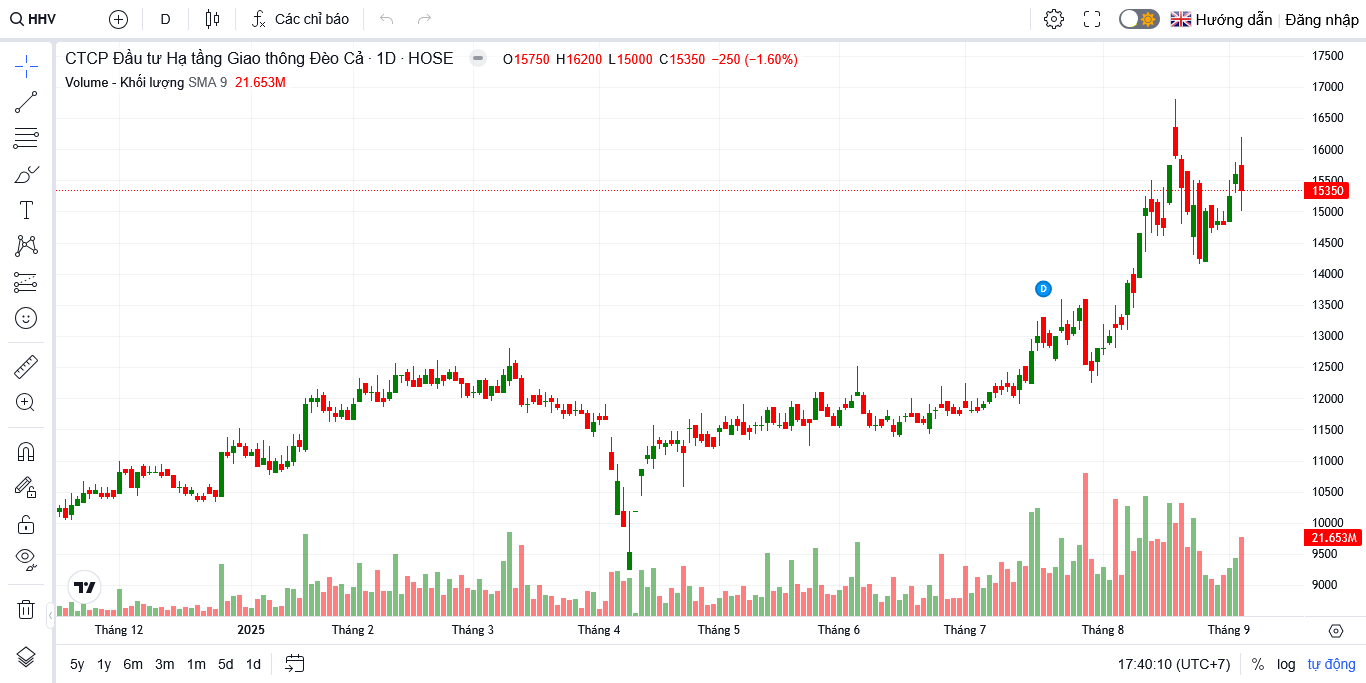 HHV D Các chỉ báo Hướng dẫn Đăng nhập
CTCP Đầu tư Hạ tầng Giao thông Đèo Cả · 1D · HOSE O15750 H16200 L15000 C15350 −250 (−1.60%)
Volume - Khối lượng SMA 9 21.653M
17500
17000
16500
16000
15500
15350
15000
14500
14000
13500
D
13000
12500
12000
11500
11000
10500
10000
21.653M
9500
9000
Tháng 12 2025 Tháng 2 Tháng 3 Tháng 4 Tháng 5 Tháng 6 Tháng 7 Tháng 8 Tháng 9
5y 1y 6m 3m 1m 5d 1d 17:40:10 (UTC+7) % log tự động